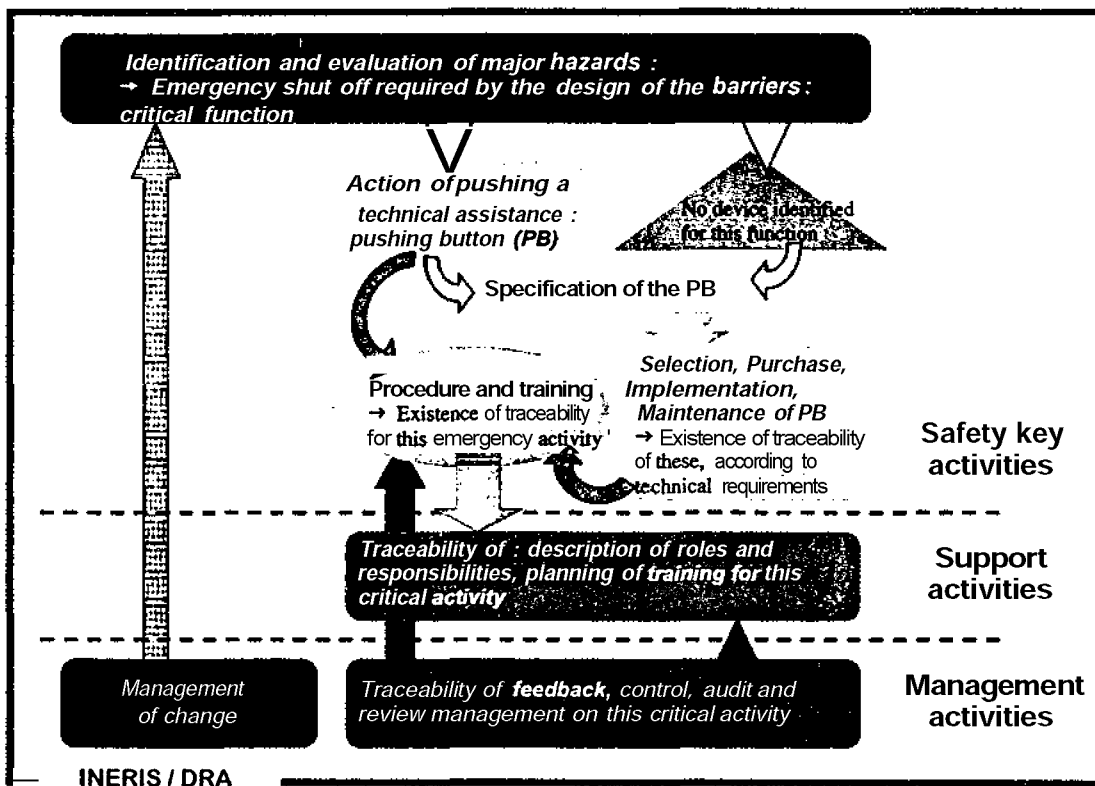 Identification and evaluation of major hazards :
→ Emergency shut off required by the design of the barriers :
critical function
Action of pushing a
technical assistance :
pushing button (PB)
No device identified
for this function
Specification of the PB
Procedure and training
→ Existence of traceability
for this emergency activity
Selection, Purchase,
Implementation,
Maintenance of PB
→ Existence of traceability
of these, according to
technical requirements
Safety key
activities
Traceability of : description of roles and
responsibilities, planning of training for this
critical activity
Support
activities
Management
of change
Traceability of feedback, control, audit and
review management on this critical activity
Management
activities
INERIS / DRA